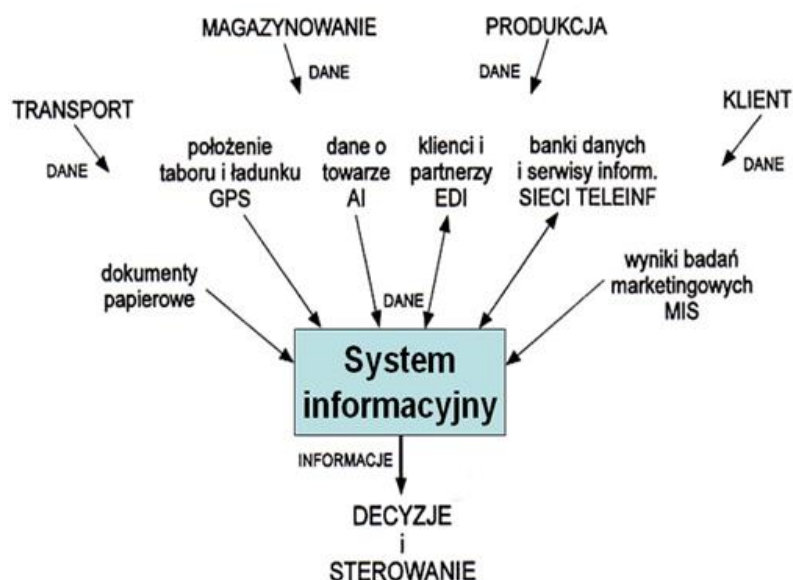 MAGAZYNOWANIE
PRODUKCJA
DANE
DANE
TRANSPORT
KLIENT
DANE
DANE
położenie
taboru i ładunku
GPS
dane o
towarze
AI
klienci i
partnerzy
EDI
banki danych
i serwisy inform.
SIECI TELEINF
dokumenty
papierowe
wyniki badań
marketingowych
MIS
DANE
System
informacyjny
INFORMACJE
DECYZJE
i
STEROWANIE